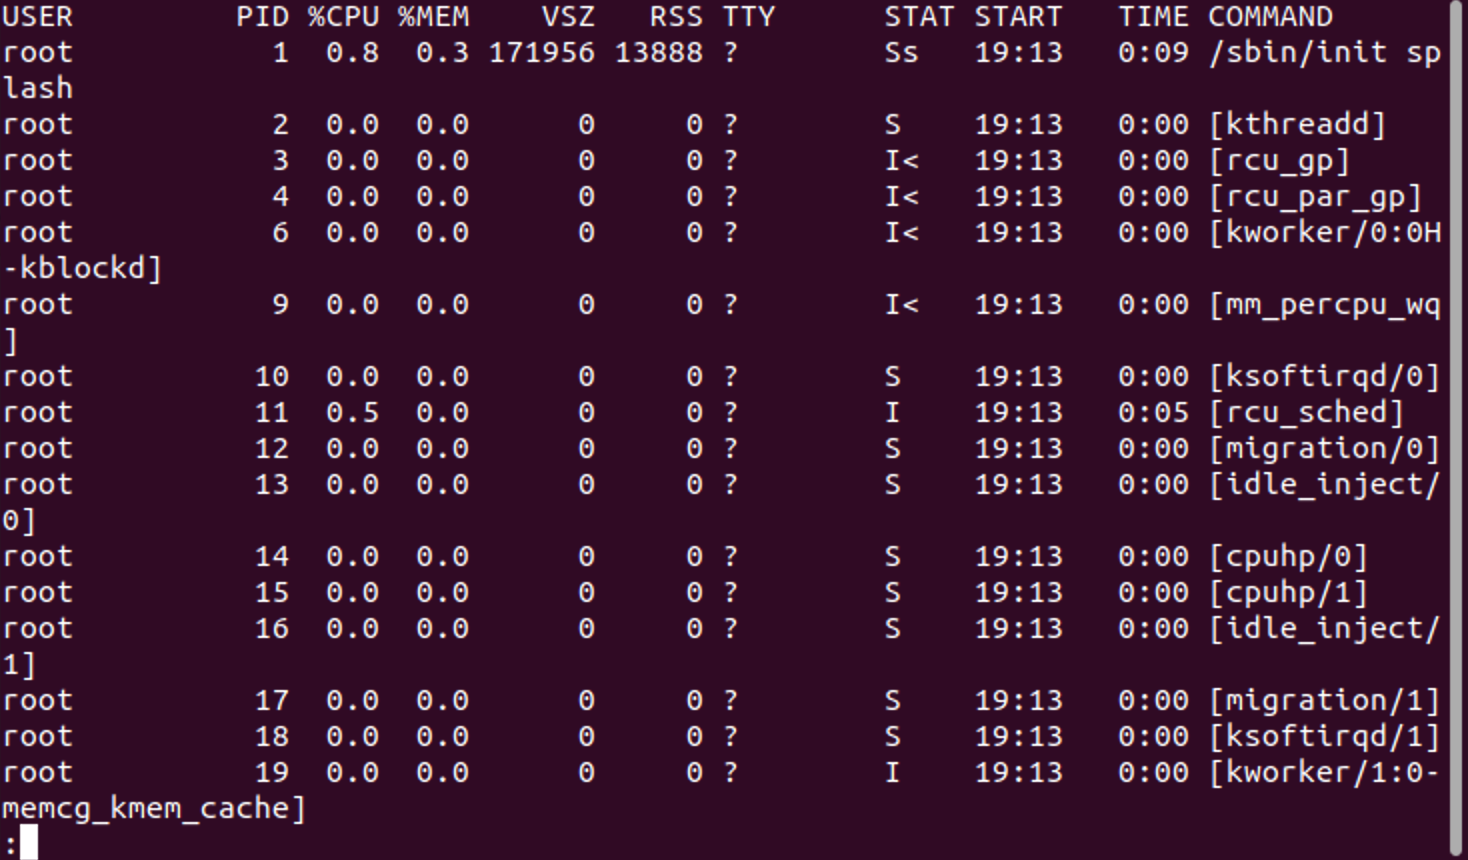 USER         PID %CPU %MEM    VSZ   RSS TTY      STAT START   TIME COMMAND
root           1  0.8  0.3 171956 13888 ?        Ss   19:13   0:09 /sbin/init sp
lash
root           2  0.0  0.0      0     0 ?        S    19:13   0:00 [kthreadd]
root           3  0.0  0.0      0     0 ?        I<   19:13   0:00 [rcu_gp]
root           4  0.0  0.0      0     0 ?        I<   19:13   0:00 [rcu_par_gp]
root           6  0.0  0.0      0     0 ?        I<   19:13   0:00 [kworker/0:0H
-kblockd]
root           9  0.0  0.0      0     0 ?        I<   19:13   0:00 [mm_percpu_wq
]
root          10  0.0  0.0      0     0 ?        S    19:13   0:00 [ksoftirqd/0]
root          11  0.5  0.0      0     0 ?        I    19:13   0:05 [rcu_sched]
root          12  0.0  0.0      0     0 ?        S    19:13   0:00 [migration/0]
root          13  0.0  0.0      0     0 ?        S    19:13   0:00 [idle_inject/
0]
root          14  0.0  0.0      0     0 ?        S    19:13   0:00 [cpuhp/0]
root          15  0.0  0.0      0     0 ?        S    19:13   0:00 [cpuhp/1]
root          16  0.0  0.0      0     0 ?        S    19:13   0:00 [idle_inject/
1]
root          17  0.0  0.0      0     0 ?        S    19:13   0:00 [migration/1]
root          18  0.0  0.0      0     0 ?        S    19:13   0:00 [ksoftirqd/1]
root          19  0.0  0.0      0     0 ?        I    19:13   0:00 [kworker/1:0-
memcg_kmem_cache]
: